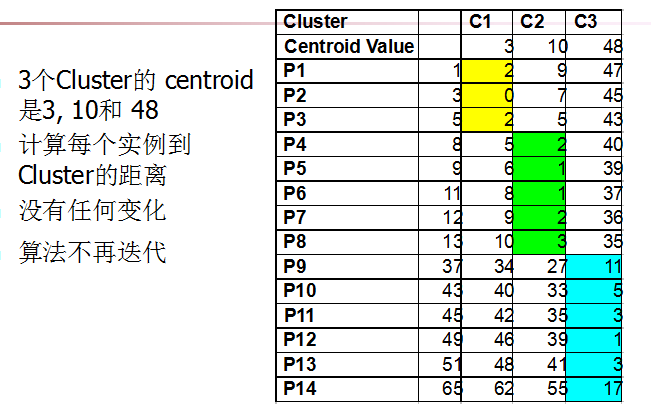 3个Cluster的 centroid
是3, 10和 48
计算每个实例到
Cluster的距离
没有任何变化
算法不再迭代
Cluster C1 C2 C3
Centroid Value 3 10 48
P1 1 2 9 47
P2 3 0 7 45
P3 5 2 5 43
P4 8 5 2 40
P5 9 6 1 39
P6 11 8 1 37
P7 12 9 2 36
P8 13 10 3 35
P9 37 34 27 11
P10 43 40 33 5
P11 45 42 35 3
P12 49 46 39 1
P13 51 48 41 3
P14 65 62 55 17